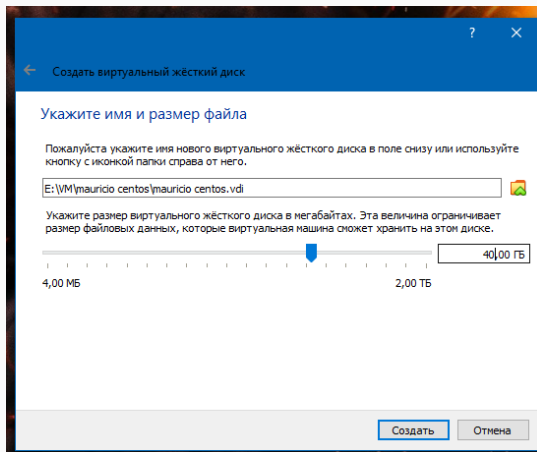 Создать виртуальный жёсткий диск
Укажите имя и размер файла
Пожалуйста укажите имя нового виртуального жёсткого диска в поле снизу или используйте
кнопку с иконкой папки справа от него.
E:\VM\mauricio centos\mauricio centos.vdi
Укажите размер виртуального жёсткого диска в мегабайтах. Эта величина ограничивает
размер файловых данных, которые виртуальная машина сможет хранить на этом диске.
40,00 ГБ
4,00 МБ 2,00 ТБ
Создать Отмена